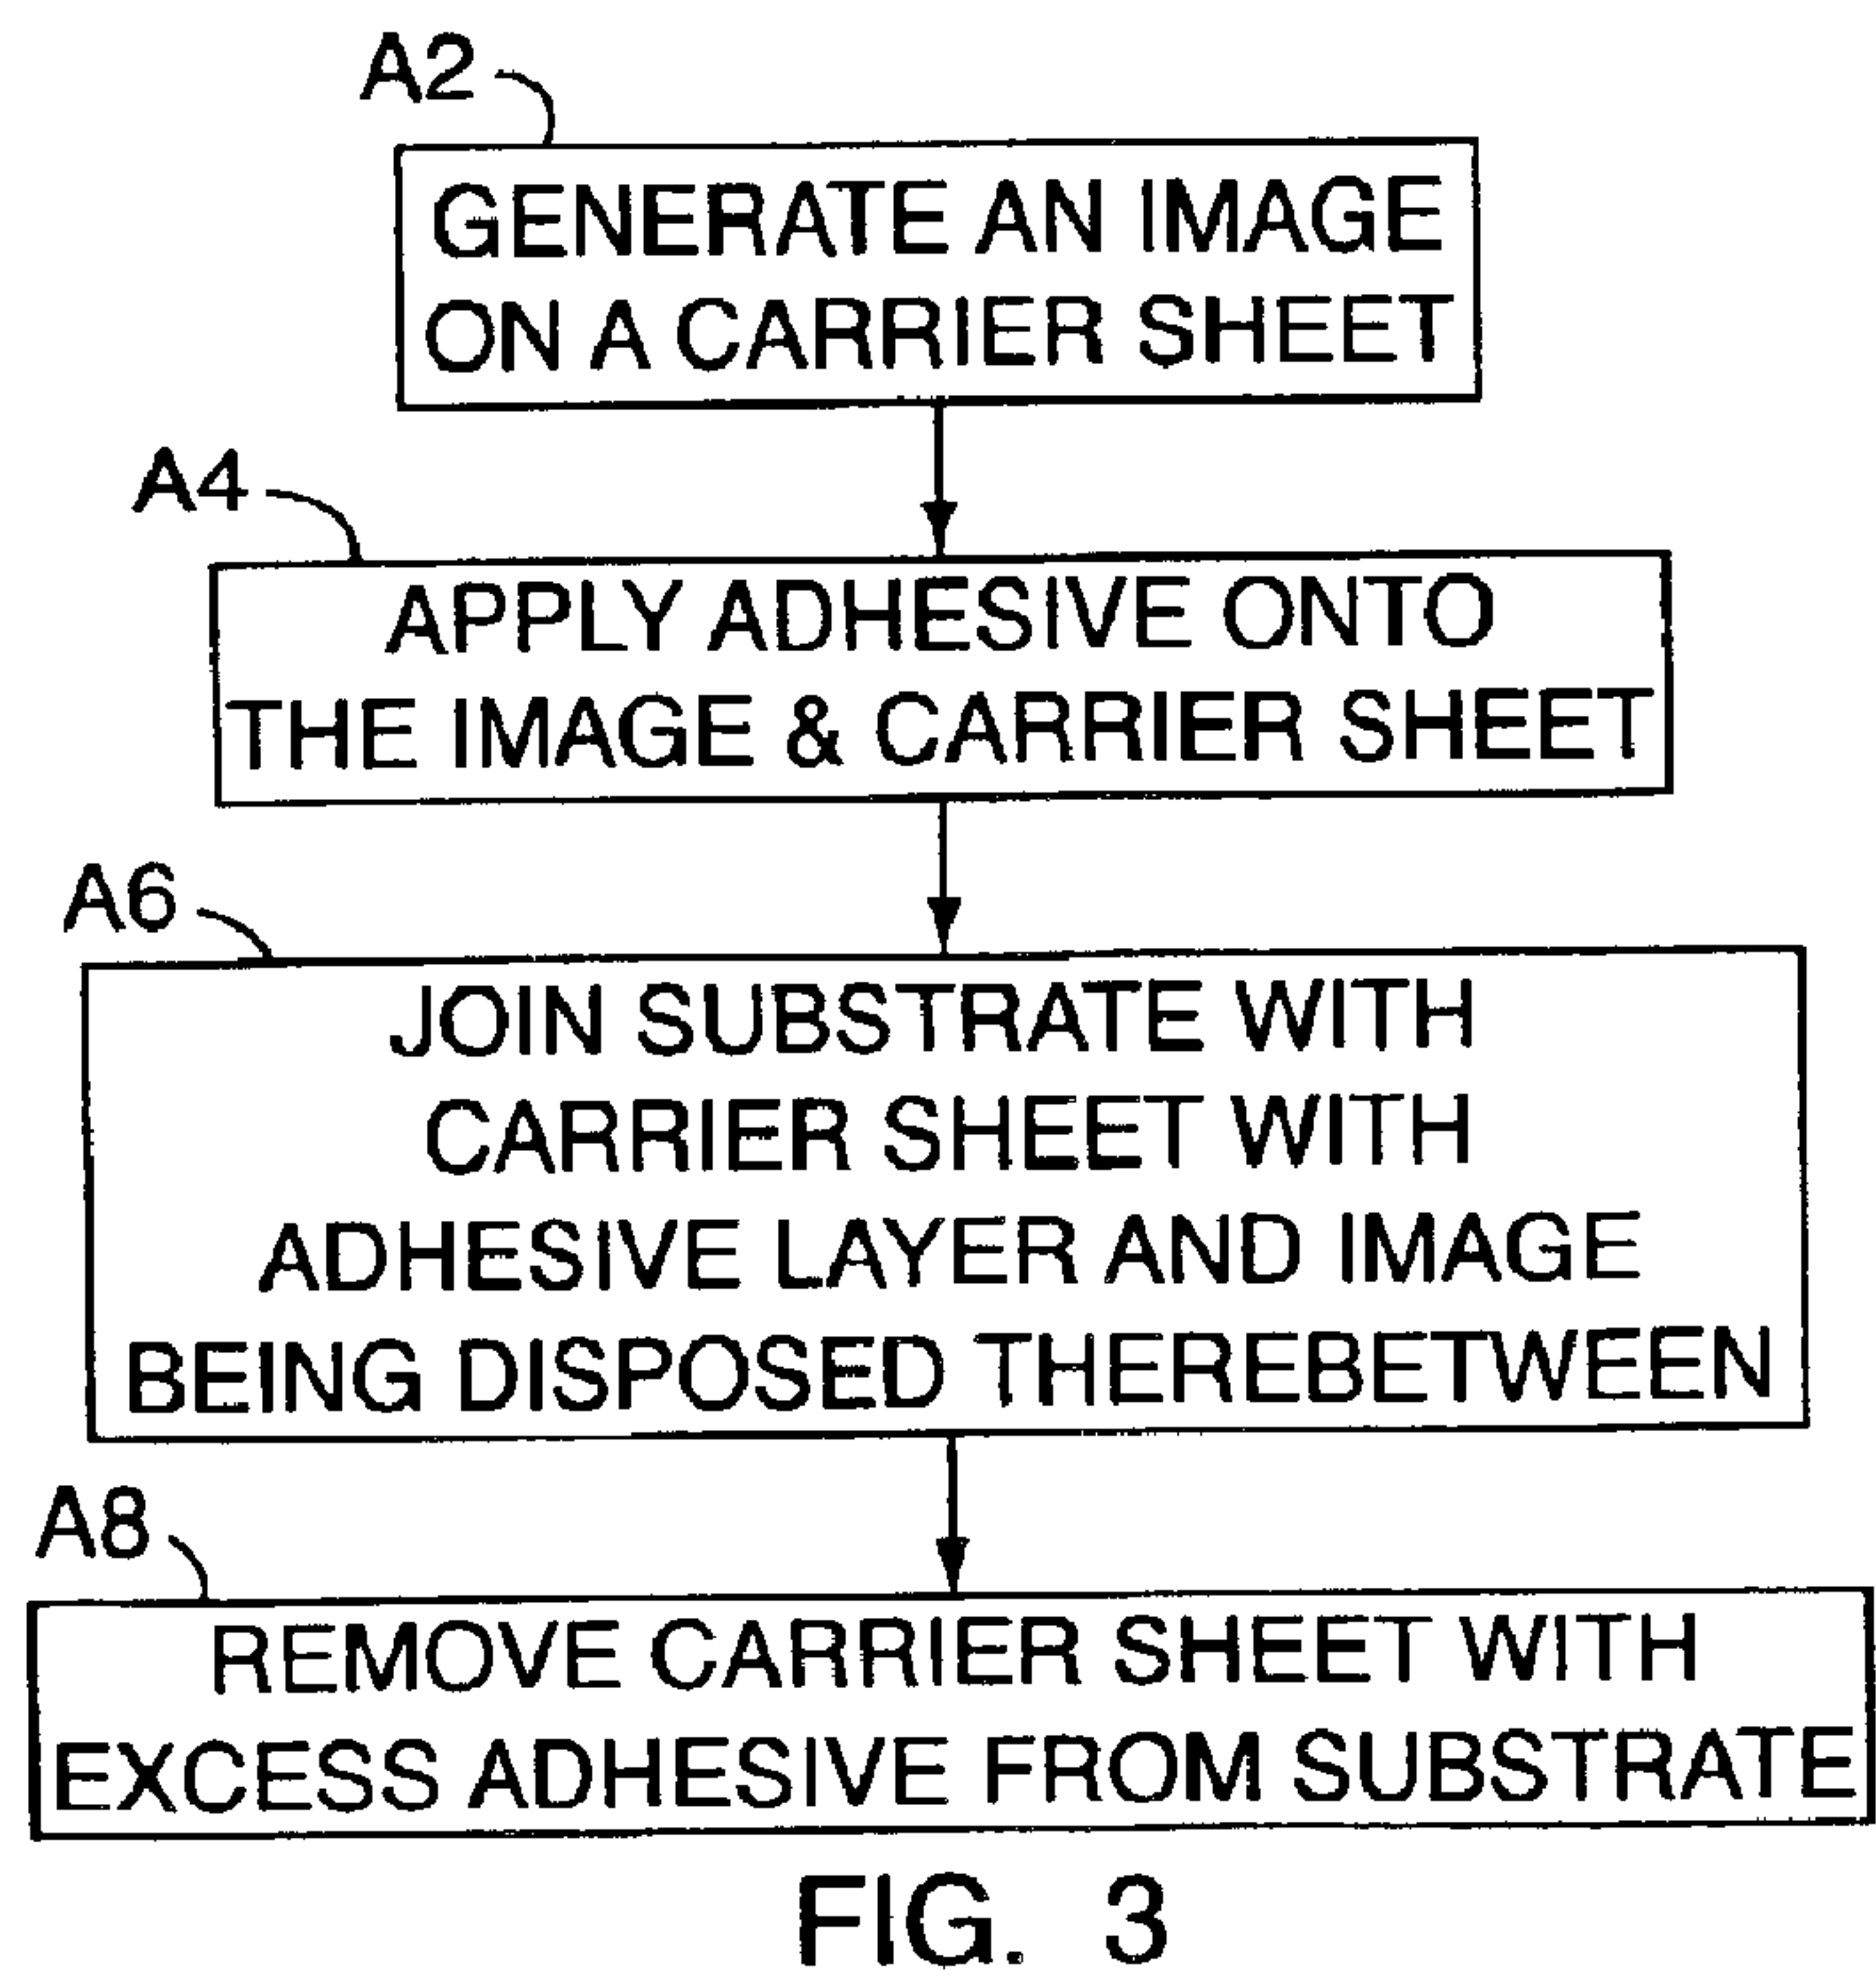 A2
GENERATE AN IMAGE
ON A CARRIER SHEET
A4
APPLY ADHESIVE ONTO
THE IMAGE & CARRIER SHEET
A6
JOIN SUBSTRATE WITH
CARRIER SHEET WITH
ADHESIVE LAYER AND IMAGE
BEING DISPOSED THEREBETWEEN
A8
REMOVE CARRIER SHEET WITH
EXCESS ADHESIVE FROM SUBSTRATE
FIG. 3